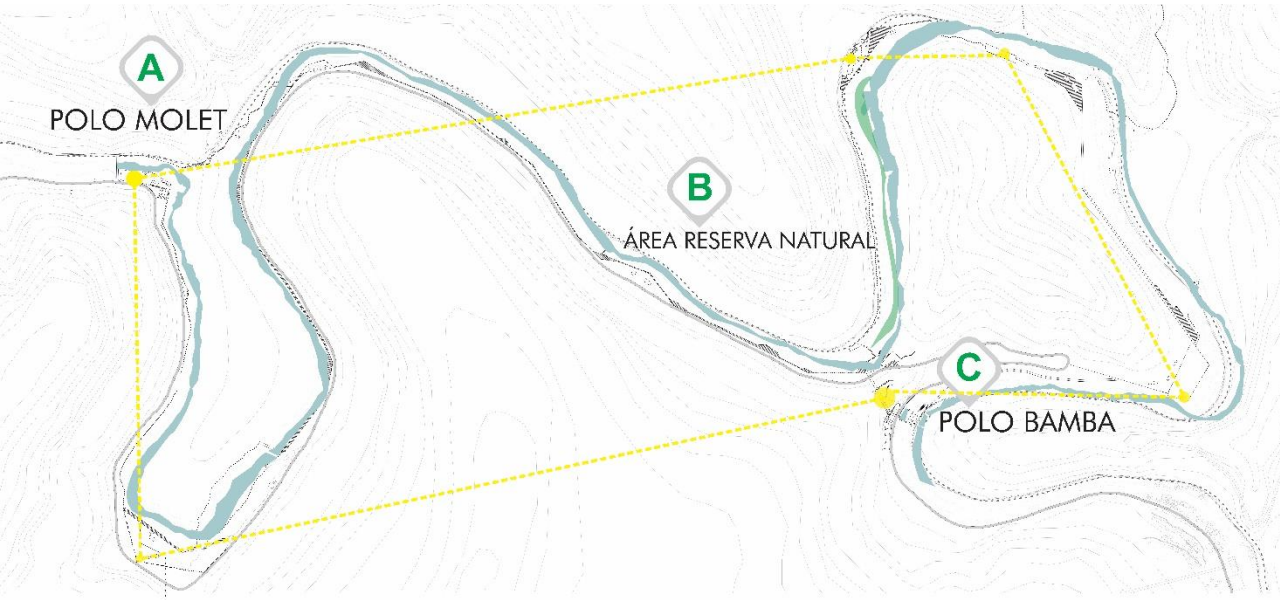 A
POLO MOLET
B
ÁREA RESERVA NATURAL
C
POLO BAMBA